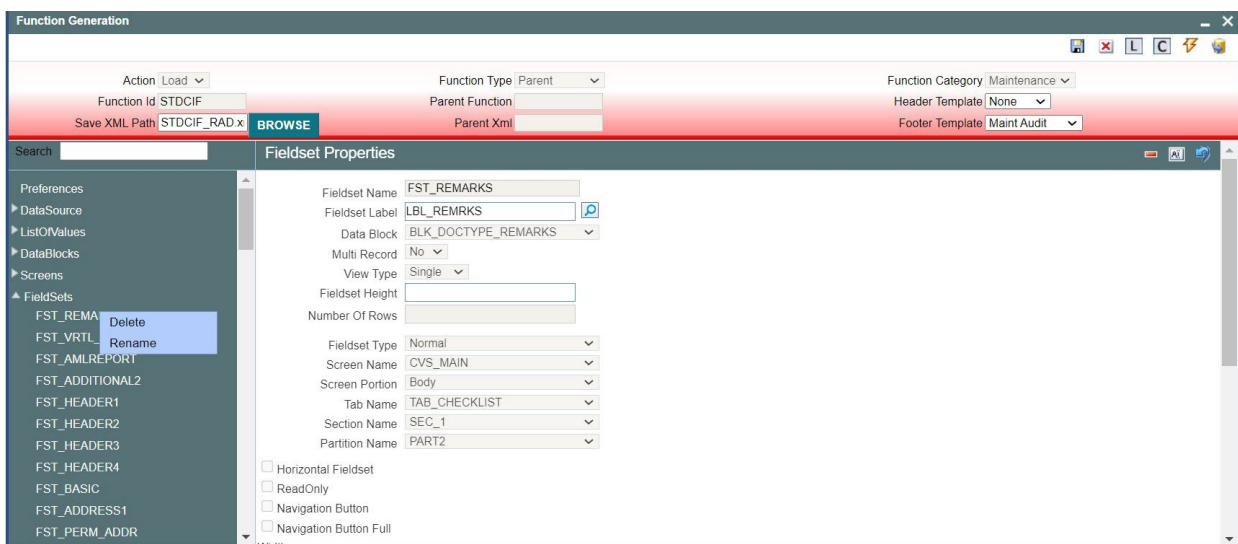 Function Generation
L C
Action Load
Function Type Parent
Function Category Maintenance
Function Id STDCIF
Parent Function
Header Template None
Save XML Path STDCIF_RAD.x BROWSE
Parent Xml
Footer Template Maint Audit
Search
Fieldset Properties
Preferences
DataSource
ListOfValues
DataBlocks
Screens
FieldSets
FST_REMA
FST_VRTL_
FST_AMLREPORT
FST_ADDITIONAL2
FST_HEADER1
FST_HEADER2
FST_HEADER3
FST_HEADER4
FST_BASIC
FST_ADDRESS1
FST_PERM_ADDR
Delete
Rename
Fieldset Name FST_REMARKS
Fieldset Label LBL_REMRKS
Data Block BLK_DOCTYPE_REMARKS
Multi Record No
View Type Single
Fieldset Height
Number Of Rows
Fieldset Type Normal
Screen Name CVS_MAIN
Screen Portion Body
Tab Name TAB_CHECKLIST
Section Name SEC_1
Partition Name PART2
Horizontal Fieldset
ReadOnly
Navigation Button
Navigation Button Full